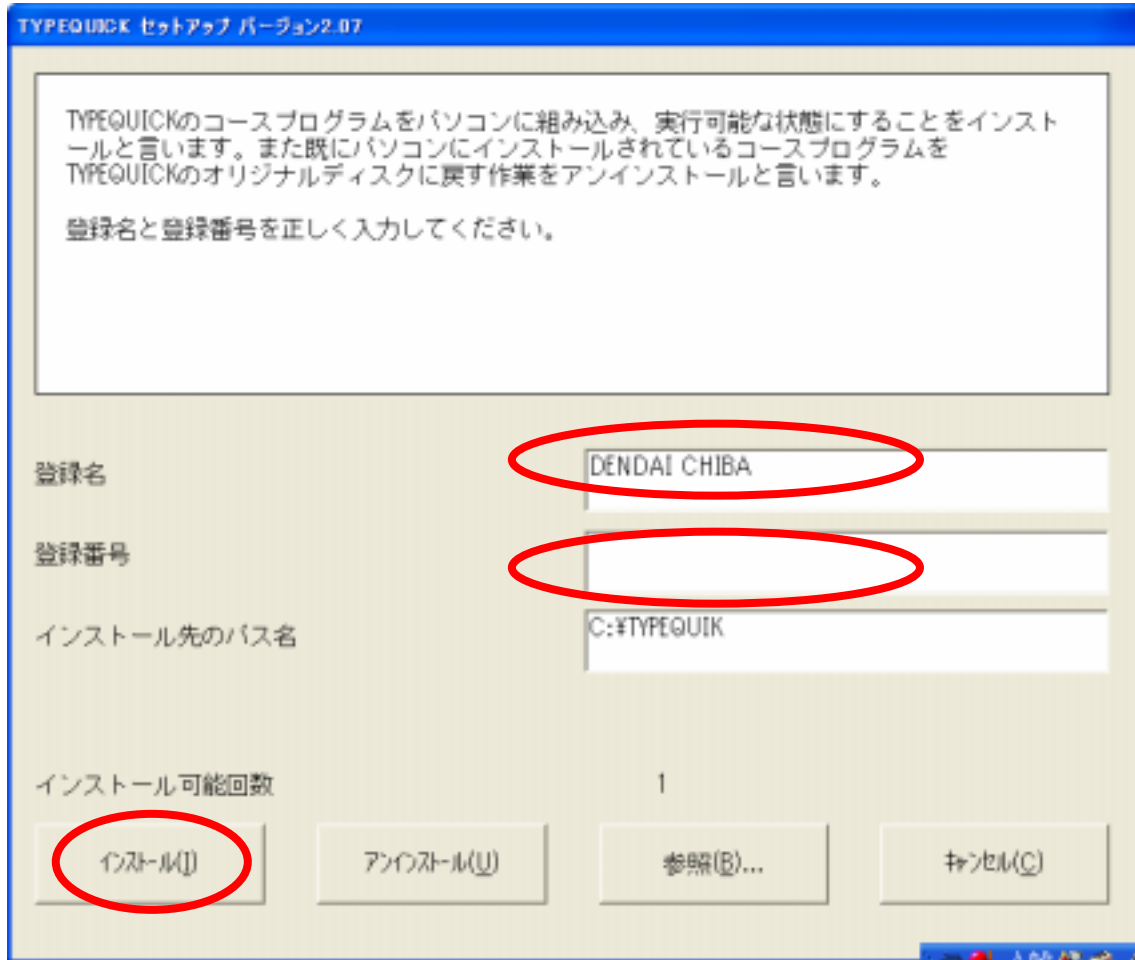 TYPEQUICK セットアップ バージョン2.07
TYPEQUICKのコースプログラムをパソコンに組み込み、実行可能な状態にすることをインスト
ールと言います。また既にパソコンにインストールされているコースプログラムを
TYPEQUICKのオリジナルディスクに戻す作業をアンインストールと言います。
登録名と登録番号を正しく入力してください。
登録名
DENDAI CHIBA
登録番号
インストール先のパス名
C:¥TYPEQUIK
インストール可能回数
1
インストール(I)
アンインストール(U)
参照(B)...
キャンセル(C)